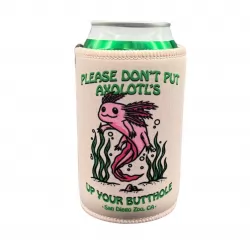 PLEASE DON'T PUT
AXOLOTL'S
UP YOUR BUTTHOLE
- SAN DIEGO ZOO, CA -